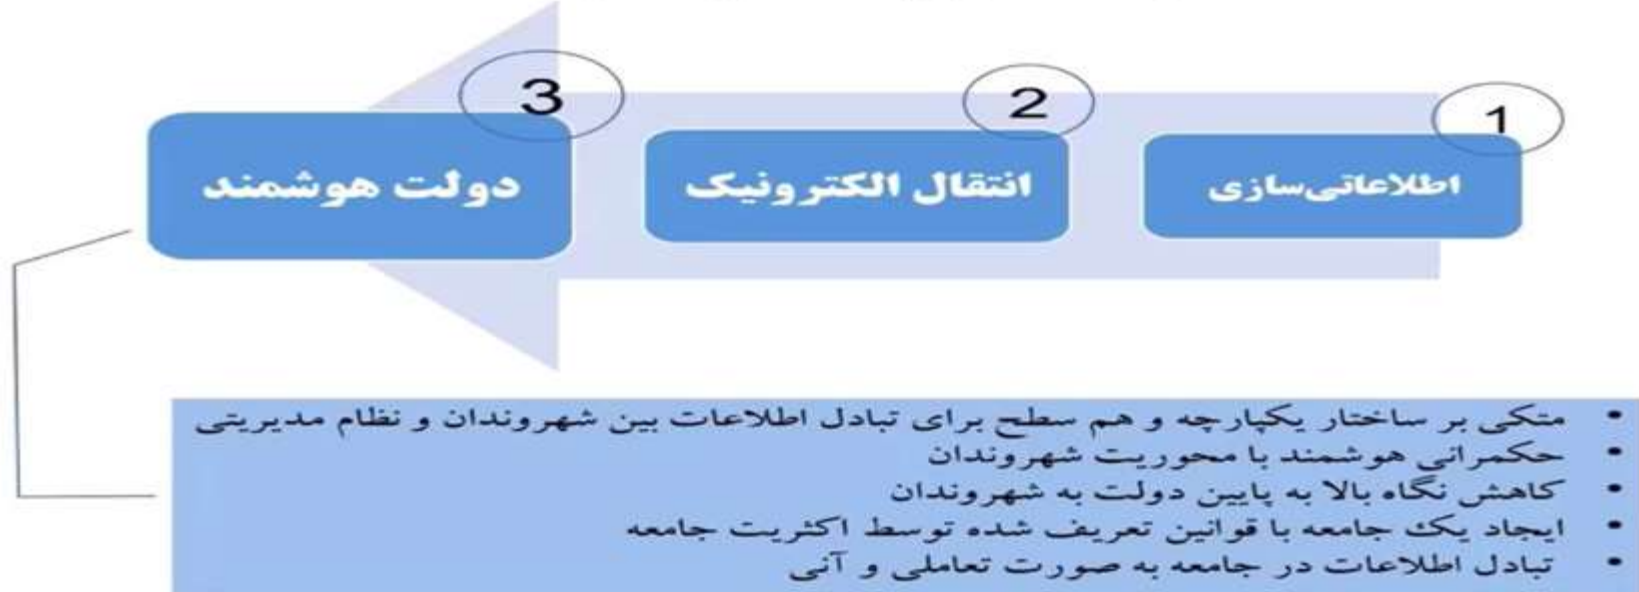 1
اطلاعاتی‌سازی
2
انتقال الکترونیک
3
دولت هوشمند
• متکی بر ساختار یکپارچه و هم سطح برای تبادل اطلاعات بین شهروندان و نظام مدیریتی
• حکمرانی هوشمند با محوریت شهروندان
• کاهش نگاه بالا به پایین دولت به شهروندان
• ایجاد یک جامعه با قوانین تعریف شده توسط اکثریت جامعه
• تبادل اطلاعات در جامعه به صورت تعاملی و آنی